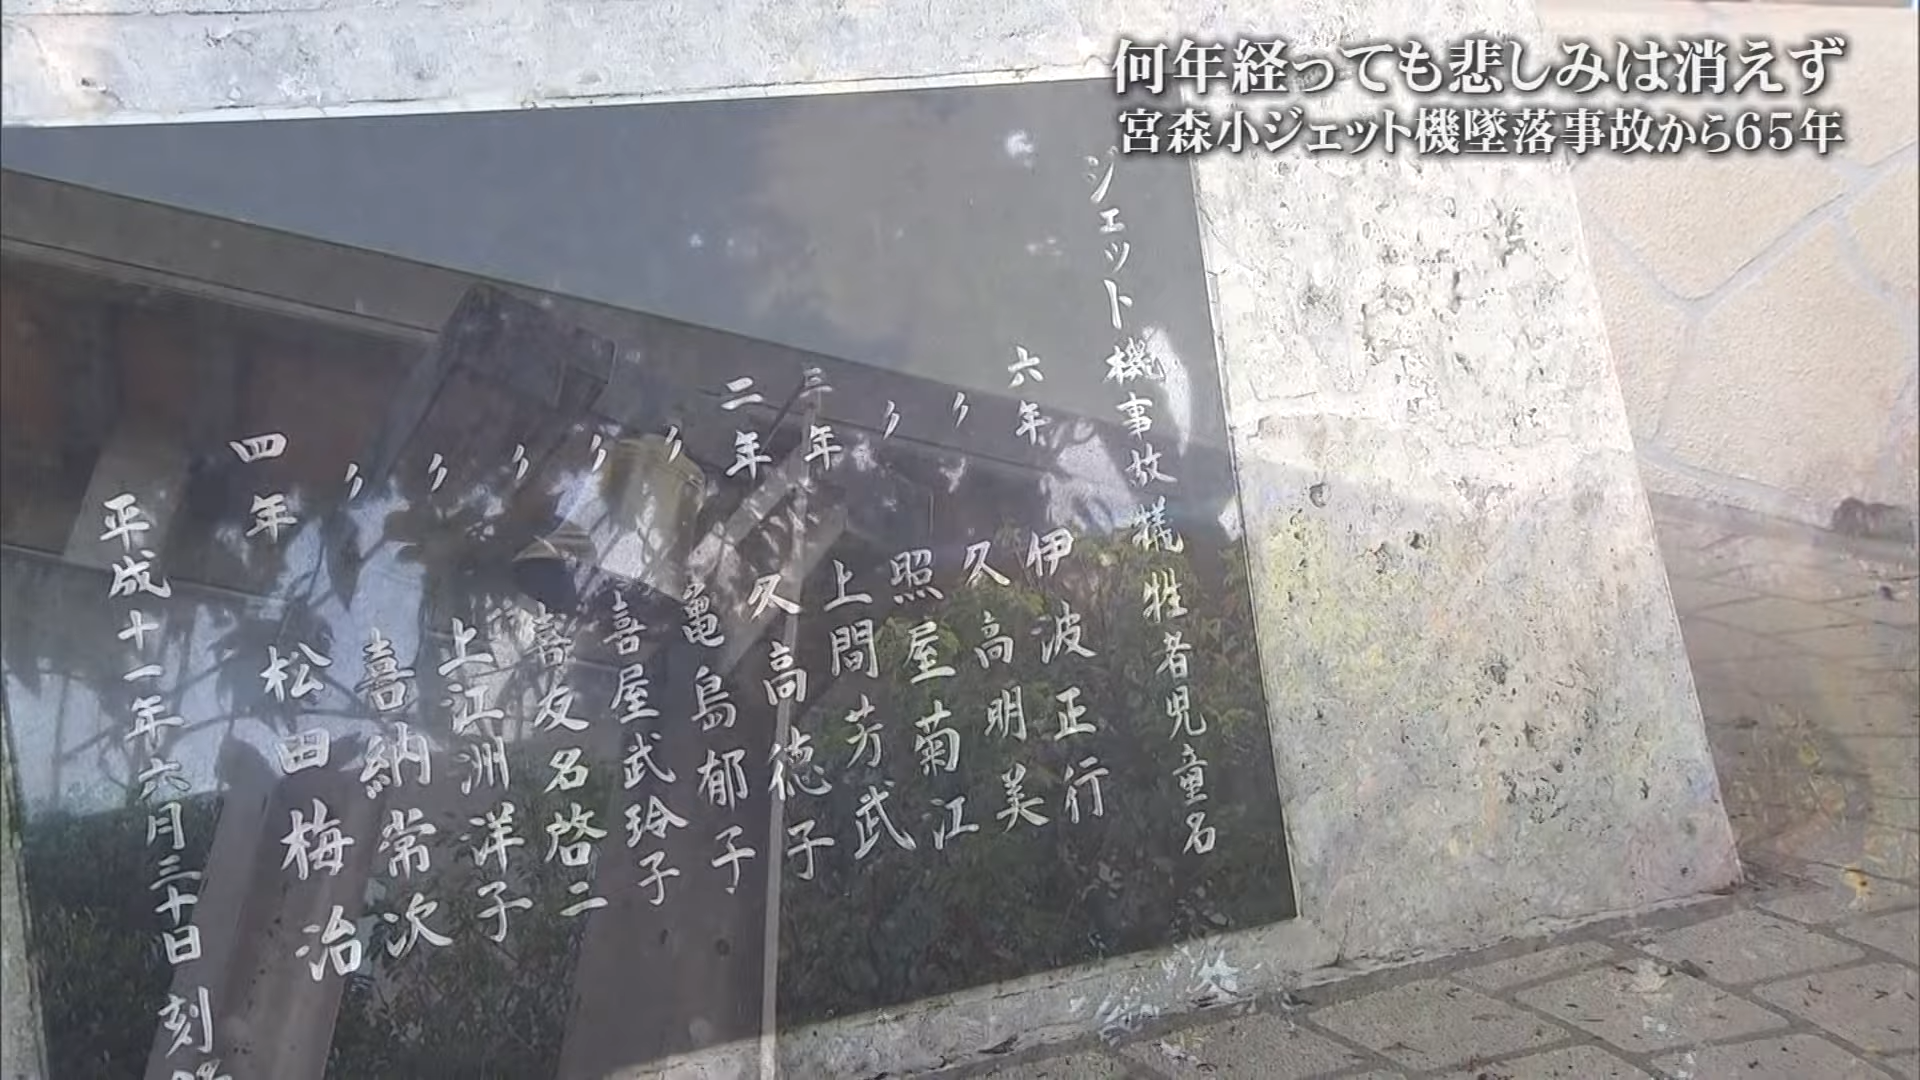 何年経っても悲しみは消えず
宮森小ジェット機墜落事故から65年
ジェット機事故犠牲者児童名
六年 伊波正行
〃 久高明美
〃 照屋菊江
三年 上間芳武
二年 久高徳子
〃 亀島郁子
〃 喜屋武玲子
〃 喜友名啓二
〃 上江洲洋子
〃 喜納常次
四年 松田梅治
平成十一年六月三十日 刻